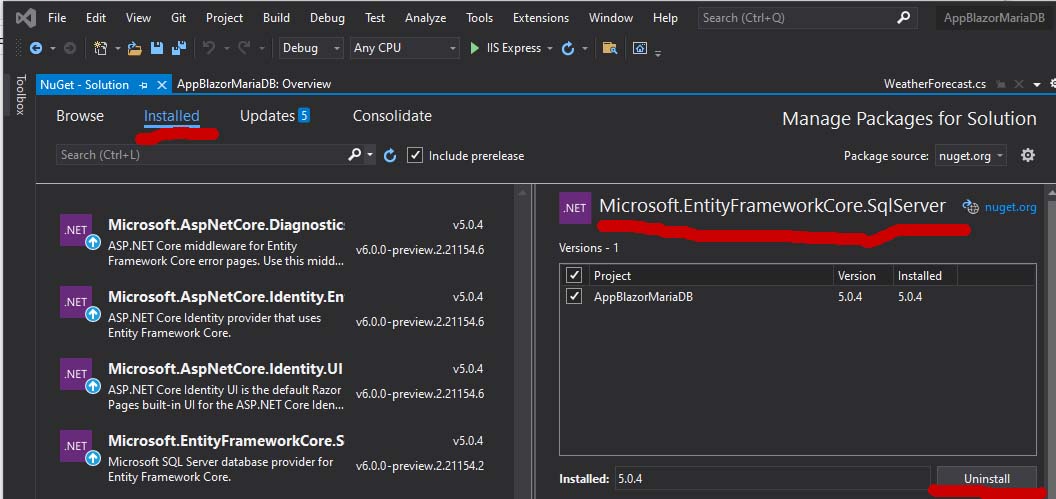 File Edit View Git Project Build Debug Test Analyze Tools Extensions Window Help Search (Ctrl+Q) AppBlazorMariaDB
Debug Any CPU IIS Express
Toolbox
NuGet - Solution AppBlazorMariaDB: Overview WeatherForecast.cs
Browse Installed Updates 5 Consolidate Manage Packages for Solution
Search (Ctrl+L) Include prerelease Package source: nuget.org
.NET Microsoft.AspNetCore.Diagnostics v5.0.4
ASP.NET Core middleware for Entity
Framework Core error pages. Use this midd... v6.0.0-preview.2.21154.6
.NET Microsoft.AspNetCore.Identity.En v5.0.4
ASP.NET Core Identity provider that uses
Entity Framework Core. v6.0.0-preview.2.21154.6
.NET Microsoft.AspNetCore.Identity.UI v5.0.4
ASP.NET Core Identity UI is the default Razor
Pages built-in UI for the ASP.NET Core Iden... v6.0.0-preview.2.21154.6
.NET Microsoft.EntityFrameworkCore.S v5.0.4
Microsoft SQL Server database provider for
Entity Framework Core. v6.0.0-preview.2.21154.2
.NET Microsoft.EntityFrameworkCore.SqlServer nuget.org
Versions - 1
Project Version Installed
AppBlazorMariaDB 5.0.4 5.0.4
Installed: 5.0.4 Uninstall